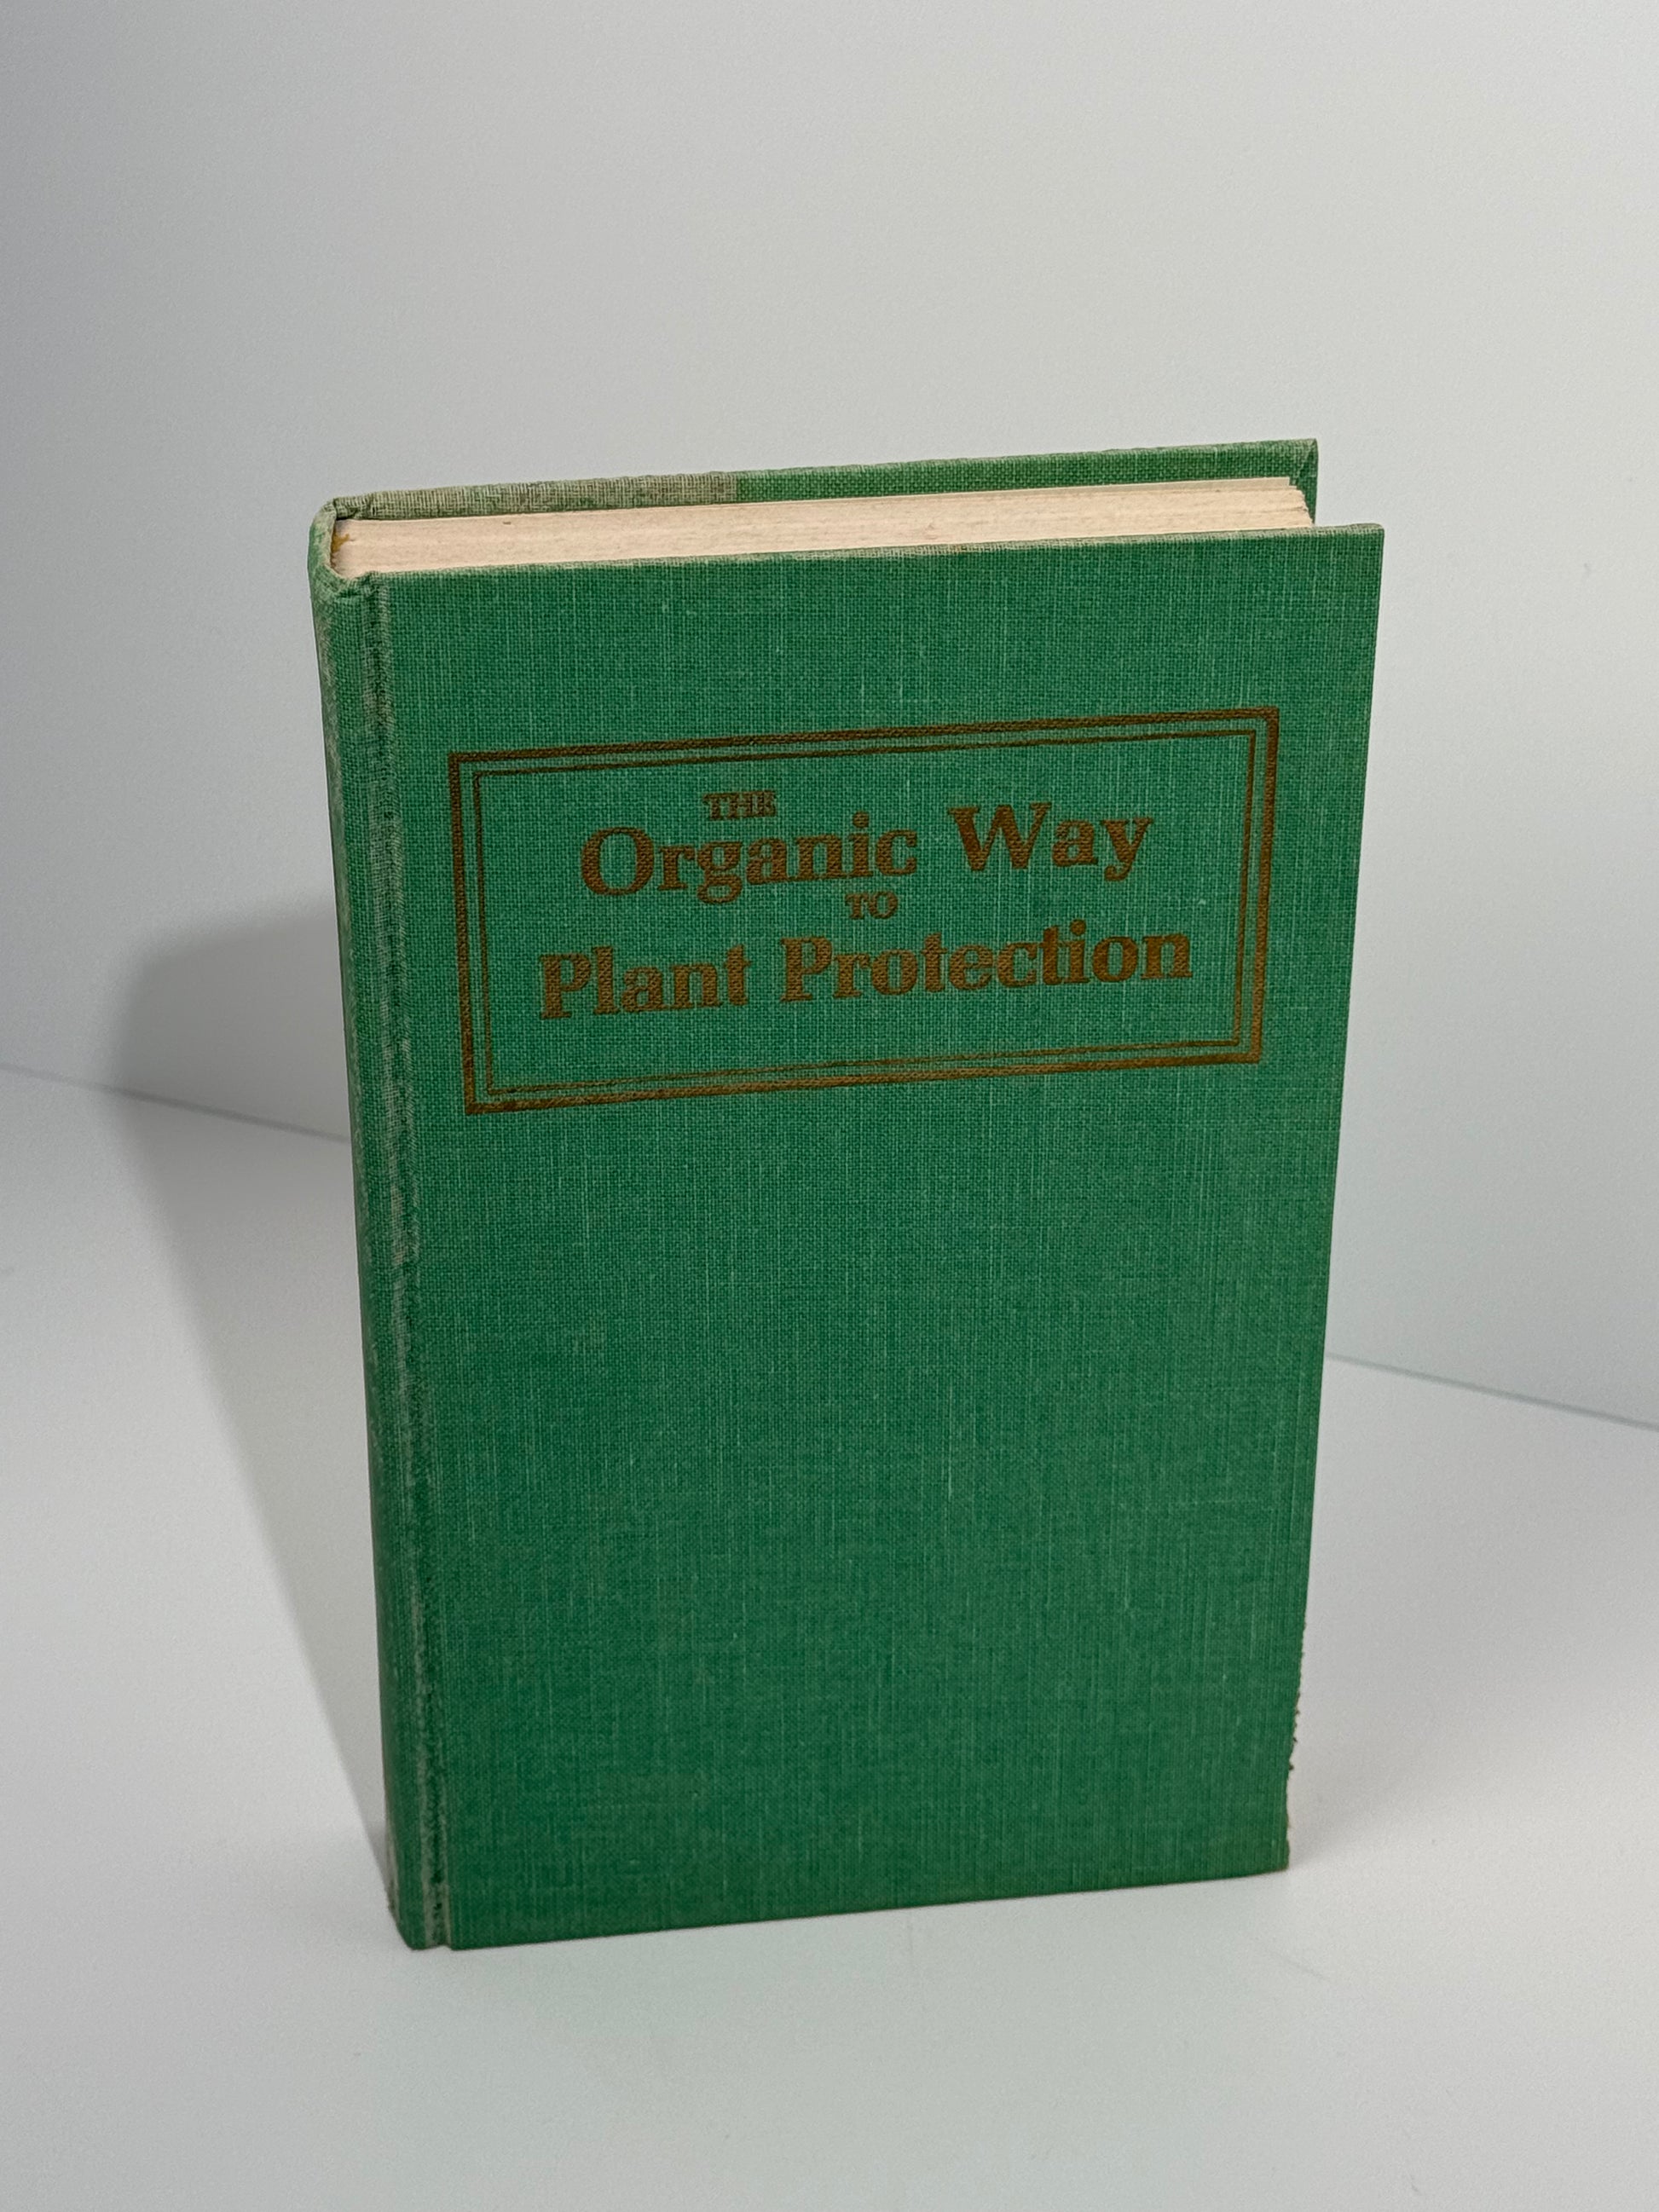 THE
Organic Way
TO
Plant Protection